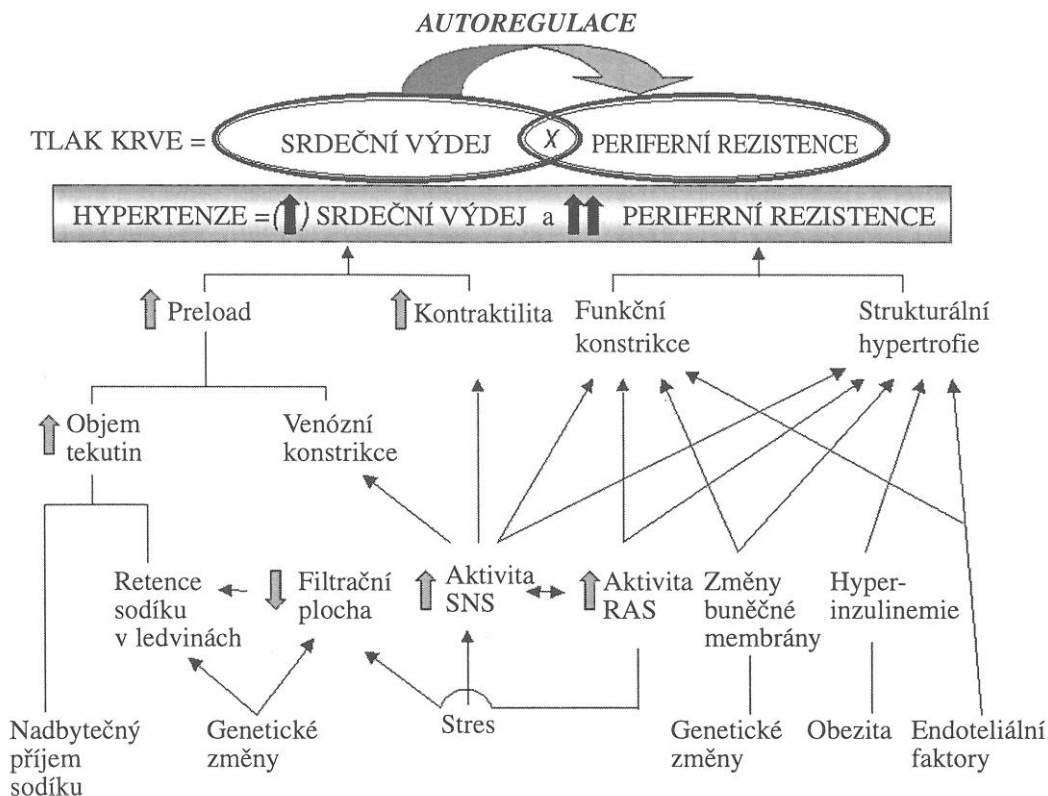 AUTOREGULACE
TLAK KRVE = SRDEČNÍ VÝDEJ X PERIFERNÍ REZISTENCE
HYPERTENZE = ( ) SRDEČNÍ VÝDEJ a PERIFERNÍ REZISTENCE
Preload
Kontraktilita
Funkční
konstrikce
Strukturální
hypertrofie
Objem
tekutin
Venózní
konstrikce
Retence
sodíku
v ledvinách
Filtrační
plocha
Aktivita
SNS
Aktivita
RAS
Změny
buněčné
membrány
Hyper-
inzulinemie
Nadbytečný
příjem
sodíku
Genetické
změny
Stres
Genetické
změny
Obezita
Endoteliální
faktory